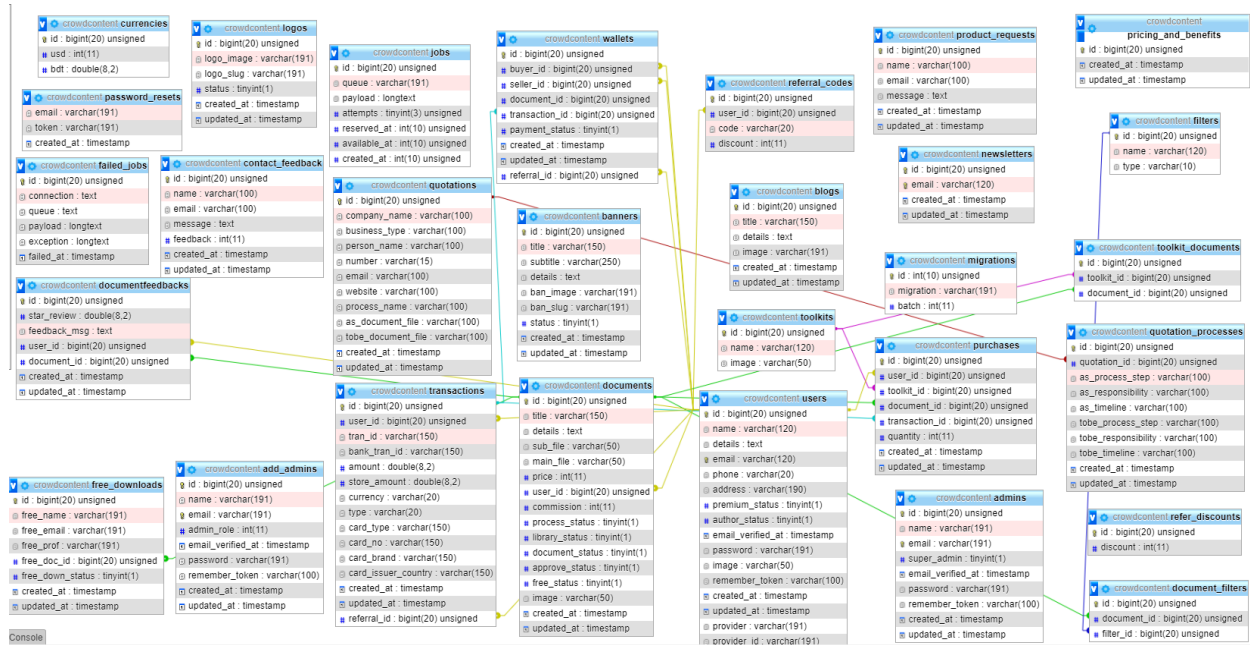 crowdcontent currencies
id : bigint(20) unsigned
usd : int(11)
bdt : double(8,2)
crowdcontent logos
id : bigint(20) unsigned
logo_image : varchar(191)
logo_slug : varchar(191)
status : tinyint(1)
created_at : timestamp
updated_at : timestamp
crowdcontent jobs
id : bigint(20) unsigned
queue : varchar(191)
payload : longtext
attempts : tinyint(3) unsigned
reserved_at : int(10) unsigned
available_at : int(10) unsigned
created_at : int(10) unsigned
crowdcontent wallets
id : bigint(20) unsigned
buyer_id : bigint(20) unsigned
seller_id : bigint(20) unsigned
document_id : bigint(20) unsigned
transaction_id : bigint(20) unsigned
payment_status : tinyint(1)
created_at : timestamp
updated_at : timestamp
referral_id : bigint(20) unsigned
crowdcontent referral_codes
id : bigint(20) unsigned
user_id : bigint(20) unsigned
code : varchar(20)
discount : int(11)
crowdcontent product_requests
id : bigint(20) unsigned
name : varchar(100)
email : varchar(100)
message : text
created_at : timestamp
updated_at : timestamp
crowdcontent
pricing_and_benefits
id : bigint(20) unsigned
created_at : timestamp
updated_at : timestamp
crowdcontent password_resets
email : varchar(191)
token : varchar(191)
created_at : timestamp
crowdcontent filters
id : bigint(20) unsigned
name : varchar(120)
type : varchar(10)
crowdcontent failed_jobs
id : bigint(20) unsigned
connection : text
queue : text
payload : longtext
exception : longtext
failed_at : timestamp
crowdcontent contact_feedback
id : bigint(20) unsigned
name : varchar(100)
email : varchar(100)
message : text
feedback : int(11)
created_at : timestamp
updated_at : timestamp
crowdcontent quotations
id : bigint(20) unsigned
company_name : varchar(100)
business_type : varchar(100)
person_name : varchar(100)
number : varchar(15)
email : varchar(100)
website : varchar(100)
process_name : varchar(100)
as_document_file : varchar(100)
tobe_document_file : varchar(100)
created_at : timestamp
updated_at : timestamp
crowdcontent banners
id : bigint(20) unsigned
title : varchar(150)
subtitle : varchar(250)
details : text
ban_image : varchar(191)
ban_slug : varchar(191)
status : tinyint(1)
created_at : timestamp
updated_at : timestamp
crowdcontent blogs
id : bigint(20) unsigned
title : varchar(150)
details : text
image : varchar(191)
created_at : timestamp
updated_at : timestamp
crowdcontent newsletters
id : bigint(20) unsigned
email : varchar(120)
created_at : timestamp
updated_at : timestamp
crowdcontent migrations
id : int(10) unsigned
migration : varchar(191)
batch : int(11)
crowdcontent toolkit_documents
id : bigint(20) unsigned
toolkit_id : bigint(20) unsigned
document_id : bigint(20) unsigned
crowdcontent documentfeedbacks
id : bigint(20) unsigned
star_review : double(8,2)
feedback_msg : text
user_id : bigint(20) unsigned
document_id : bigint(20) unsigned
created_at : timestamp
updated_at : timestamp
crowdcontent toolkits
id : bigint(20) unsigned
name : varchar(120)
image : varchar(50)
crowdcontent purchases
id : bigint(20) unsigned
user_id : bigint(20) unsigned
toolkit_id : bigint(20) unsigned
document_id : bigint(20) unsigned
transaction_id : bigint(20) unsigned
quantity : int(11)
created_at : timestamp
updated_at : timestamp
crowdcontent quotation_processes
id : bigint(20) unsigned
quotation_id : bigint(20) unsigned
as_process_step : varchar(100)
as_responsibility : varchar(100)
as_timeline : varchar(100)
tobe_process_step : varchar(100)
tobe_responsibility : varchar(100)
tobe_timeline : varchar(100)
created_at : timestamp
updated_at : timestamp
crowdcontent transactions
id : bigint(20) unsigned
user_id : bigint(20) unsigned
tran_id : varchar(150)
bank_tran_id : varchar(150)
amount : double(8,2)
store_amount : double(8,2)
currency : varchar(20)
type : varchar(20)
card_type : varchar(150)
card_no : varchar(150)
card_brand : varchar(150)
card_issuer_country : varchar(150)
created_at : timestamp
updated_at : timestamp
referral_id : bigint(20) unsigned
crowdcontent documents
id : bigint(20) unsigned
title : varchar(150)
details : text
sub_file : varchar(50)
main_file : varchar(50)
price : int(11)
user_id : bigint(20) unsigned
commission : int(11)
process_status : tinyint(1)
library_status : tinyint(1)
document_status : tinyint(1)
approve_status : tinyint(1)
free_status : tinyint(1)
image : varchar(50)
created_at : timestamp
updated_at : timestamp
crowdcontent users
id : bigint(20) unsigned
name : varchar(120)
details : text
email : varchar(120)
phone : varchar(20)
address : varchar(190)
premium_status : tinyint(1)
author_status : tinyint(1)
email_verified_at : timestamp
password : varchar(191)
image : varchar(50)
remember_token : varchar(100)
created_at : timestamp
updated_at : timestamp
provider : varchar(191)
provider_id : varchar(191)
crowdcontent free_downloads
id : bigint(20) unsigned
free_name : varchar(191)
free_email : varchar(191)
free_prof : varchar(191)
free_doc_id : bigint(20) unsigned
free_down_status : tinyint(1)
created_at : timestamp
updated_at : timestamp
crowdcontent add_admins
id : bigint(20) unsigned
name : varchar(191)
email : varchar(191)
admin_role : int(11)
email_verified_at : timestamp
password : varchar(191)
remember_token : varchar(100)
created_at : timestamp
updated_at : timestamp
crowdcontent admins
id : bigint(20) unsigned
name : varchar(191)
email : varchar(191)
super_admin : tinyint(1)
email_verified_at : timestamp
password : varchar(191)
remember_token : varchar(100)
created_at : timestamp
updated_at : timestamp
crowdcontent refer_discounts
id : bigint(20) unsigned
discount : int(11)
crowdcontent document_filters
id : bigint(20) unsigned
document_id : bigint(20) unsigned
filter_id : bigint(20) unsigned
Console